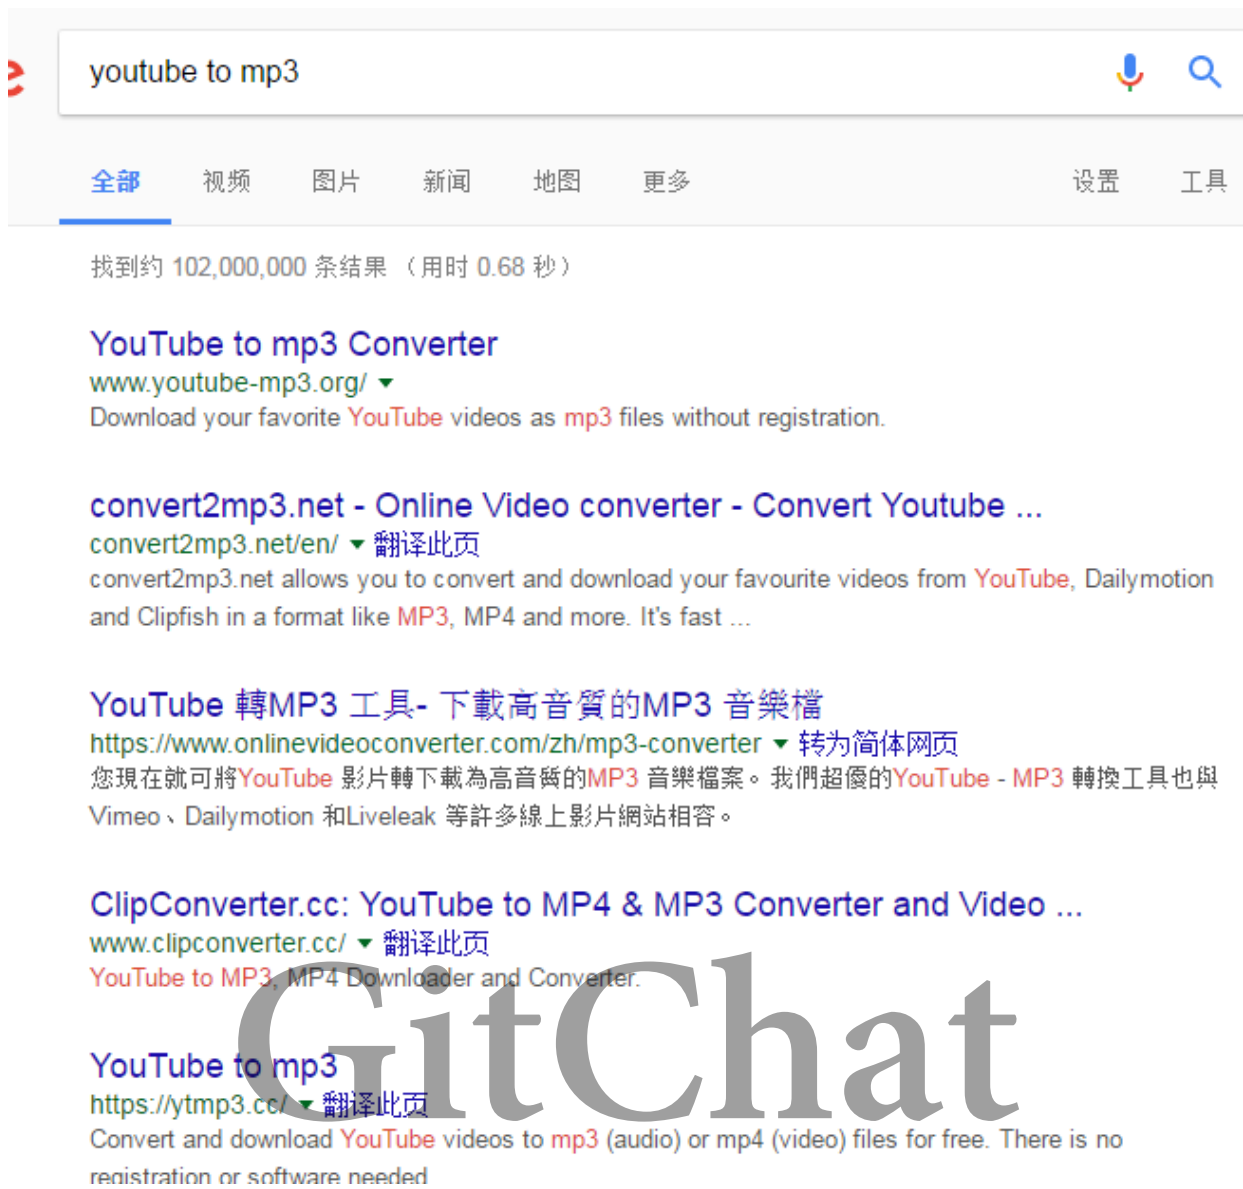 e
youtube to mp3
全部 视频 图片 新闻 地图 更多 设置 工具
找到约 102,000,000 条结果 （用时 0.68 秒）
YouTube to mp3 Converter
www.youtube-mp3.org/
Download your favorite YouTube videos as mp3 files without registration.
convert2mp3.net - Online Video converter - Convert Youtube ...
convert2mp3.net/en/ 翻译此页
convert2mp3.net allows you to convert and download your favourite videos from YouTube, Dailymotion
and Clipfish in a format like MP3, MP4 and more. It's fast ...
YouTube 轉MP3 工具- 下載高音質的MP3 音樂檔
https://www.onlinevideoconverter.com/zh/mp3-converter 转为简体网页
您現在就可將YouTube 影片轉下載為高音質的MP3 音樂檔案。我們超優的YouTube - MP3 轉換工具也與
Vimeo、Dailymotion 和Liveleak 等許多線上影片網站相容。
ClipConverter.cc: YouTube to MP4 & MP3 Converter and Video ...
www.clipconverter.cc/ 翻译此页
YouTube to MP3, MP4 Downloader and Converter.
GitChat
YouTube to mp3
https://ytmp3.cc/ 翻译此页
Convert and download YouTube videos to mp3 (audio) or mp4 (video) files for free. There is no
registration or software needed